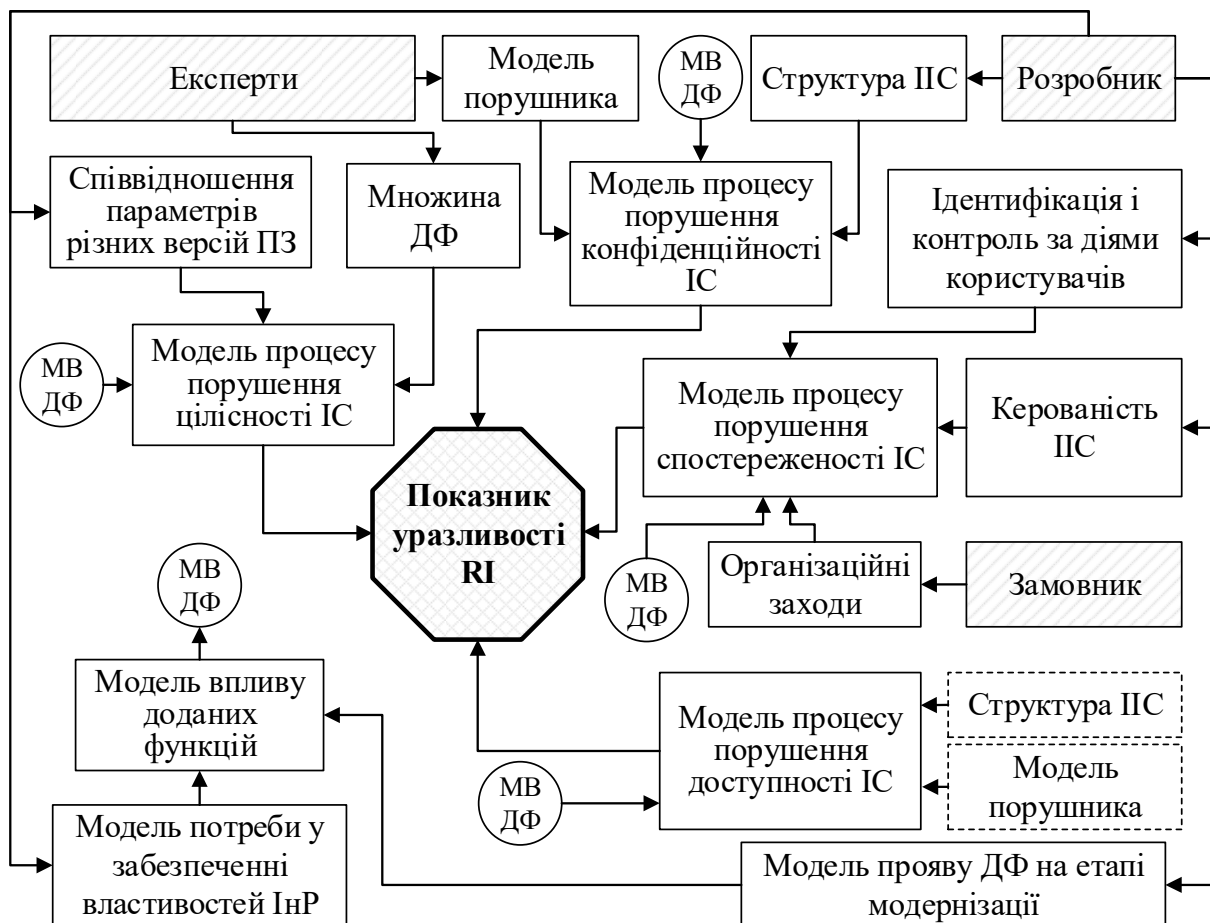 Експерти
Модель
порушника
МВ
ДФ
Структура ІІС
Розробник
Співвідношення
параметрів
різних версій ПЗ
Множина
ДФ
Модель процесу
порушення
конфіденційності
ІС
Ідентифікація і
контроль за діями
користувачів
МВ
ДФ
Модель процесу
порушення
цілісності ІС
Модель процесу
порушення
спостереженості ІС
Керованість
ІІС
Показник
уразливості
RI
МВ
ДФ
МВ
ДФ
Організаційні
заходи
Замовник
Модель впливу
доданих
функцій
Модель процесу
порушення
доступності ІС
Структура ІІС
Модель
порушника
МВ
ДФ
Модель потреби у
забезпеченні
властивостей ІнР
Модель прояву ДФ на етапі
модернізації